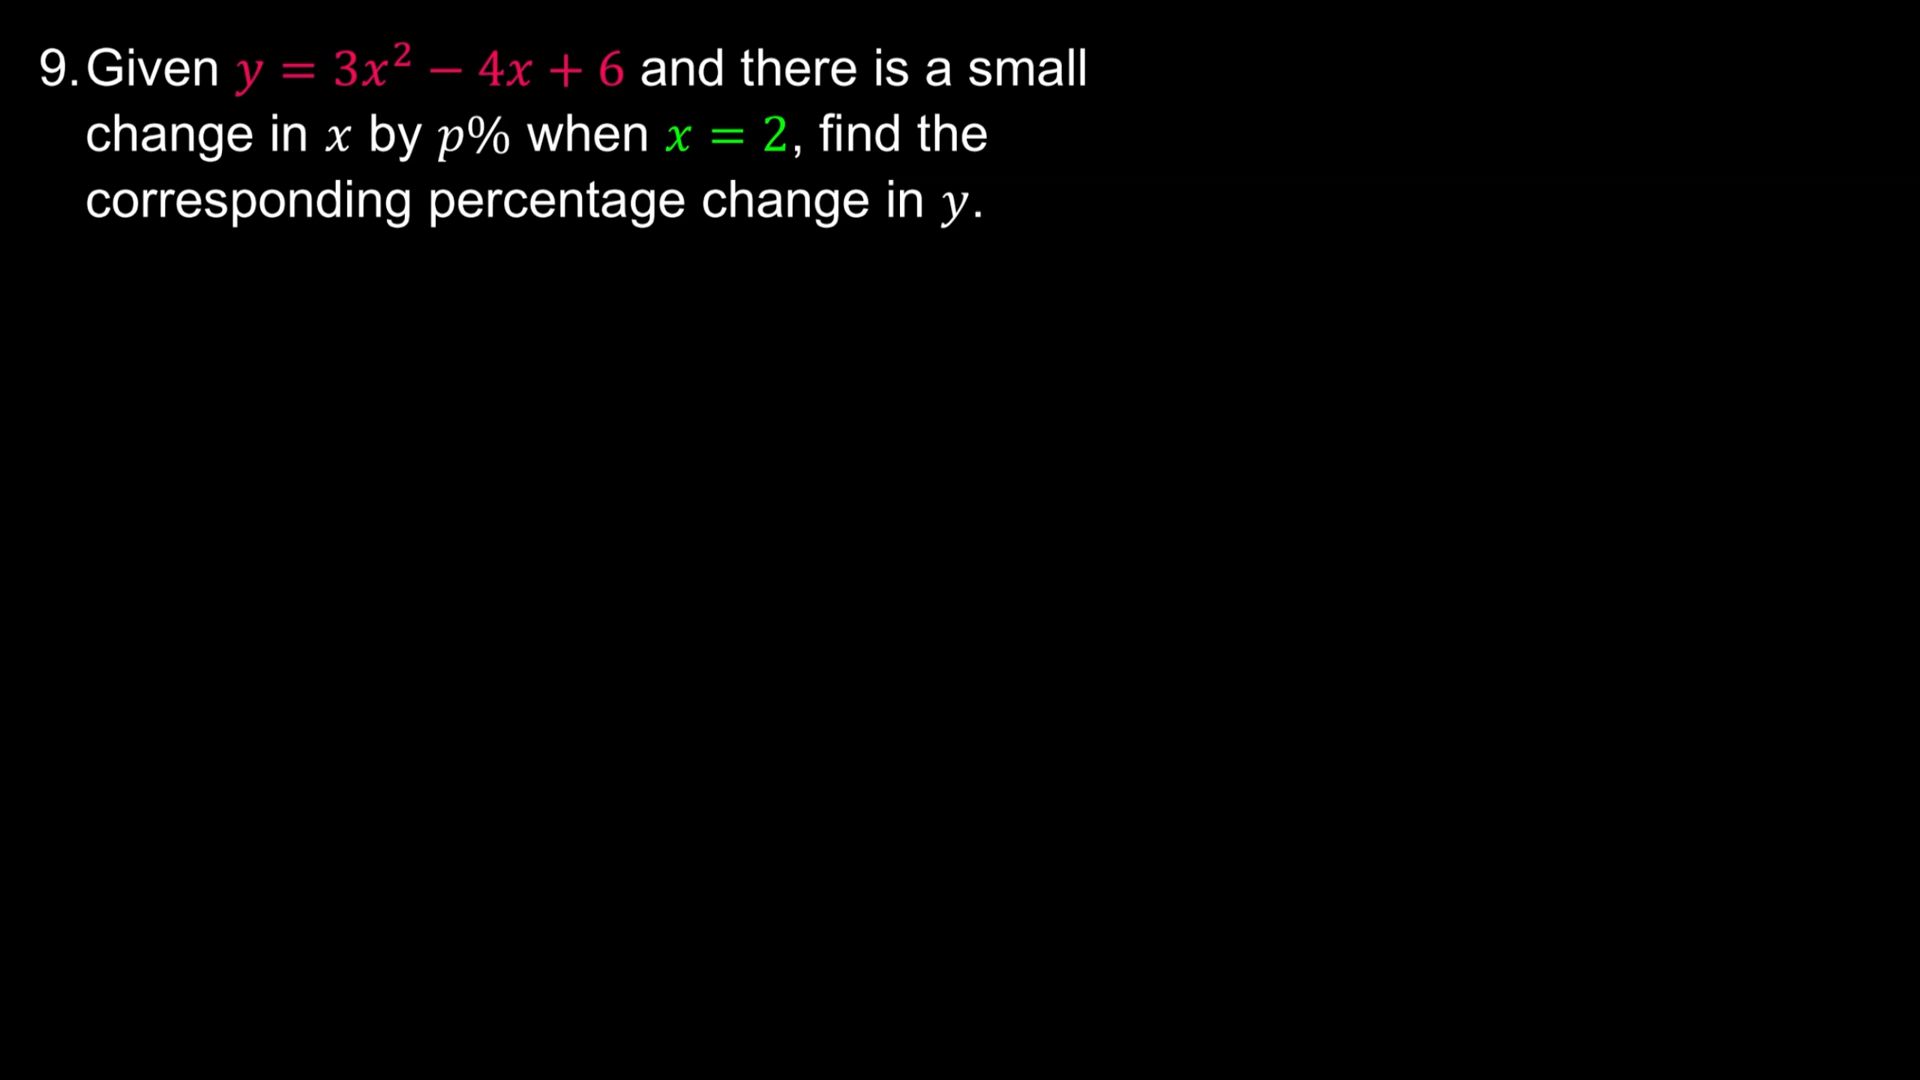 9. Given y = 3x² − 4x + 6 and there is a small
change in x by p% when x = 2, find the
corresponding percentage change in y.